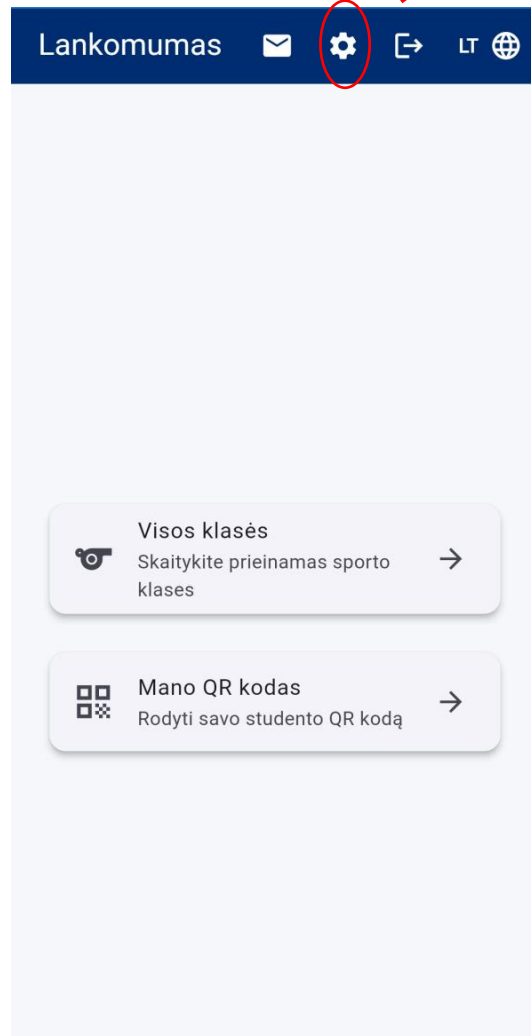 Lankomumas LT
Visos klasės
Skaitykite prieinamas sporto
klases
Mano QR kodas
Rodyti savo studento QR kodą